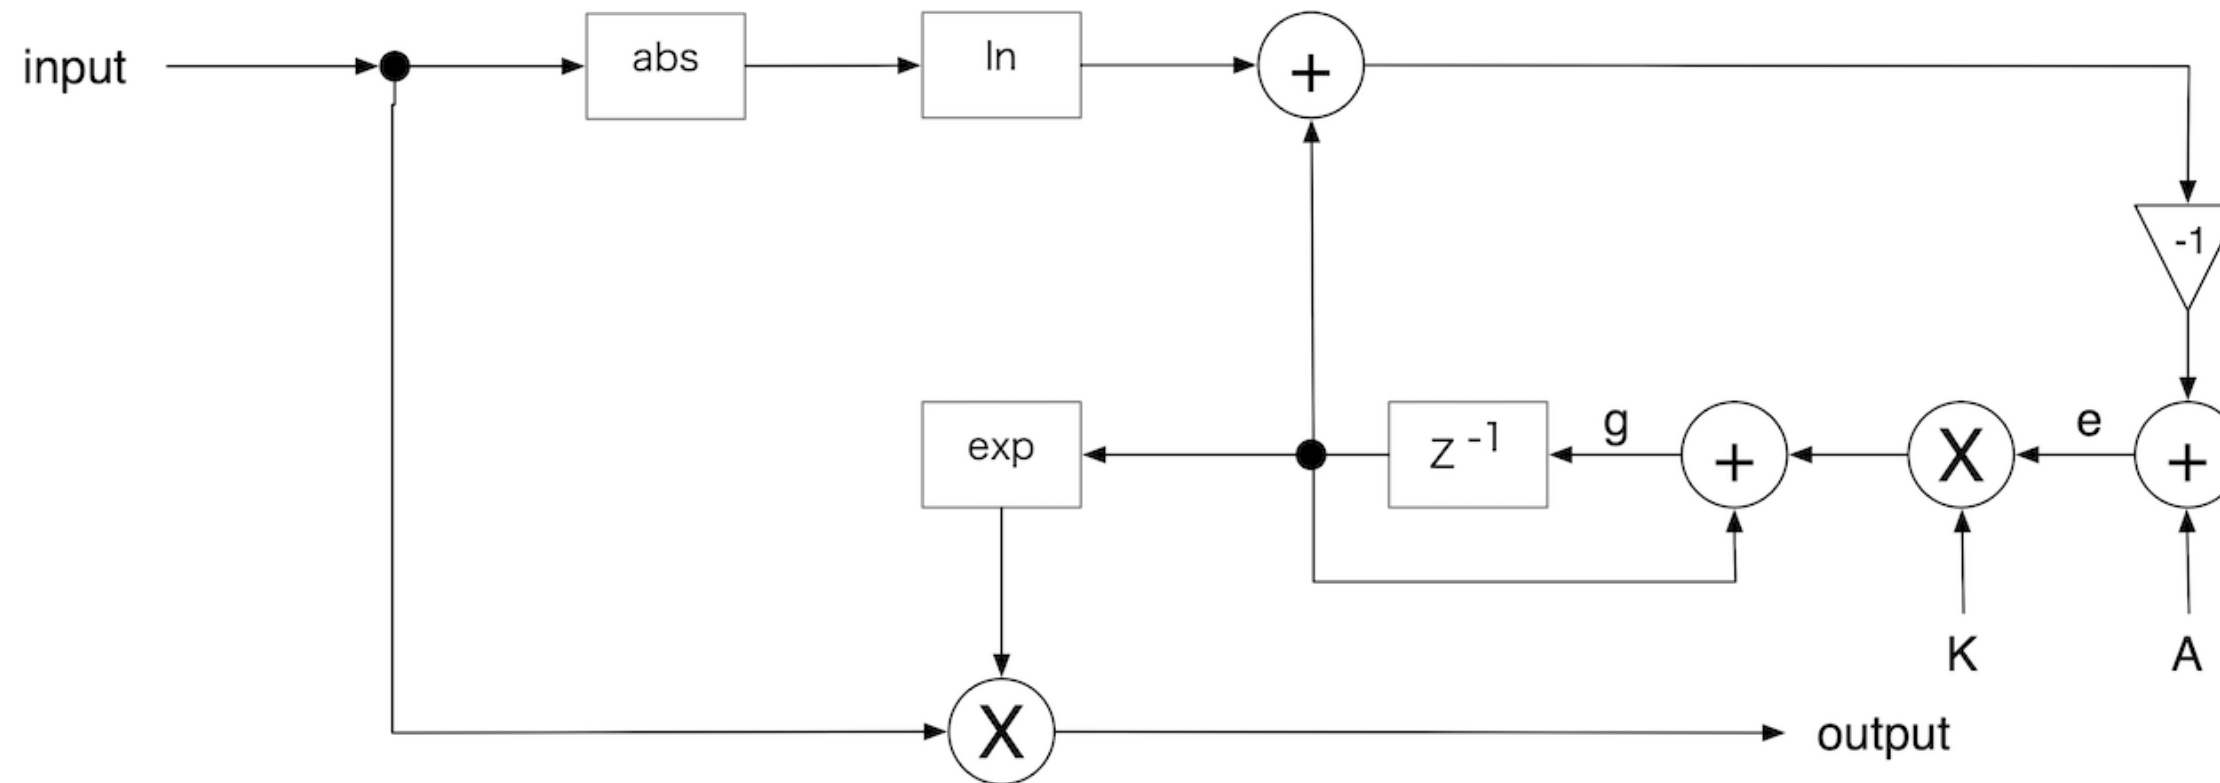 input
abs
ln
+
-1
exp
Z -1
g
+
X
e
+
K
A
X
output